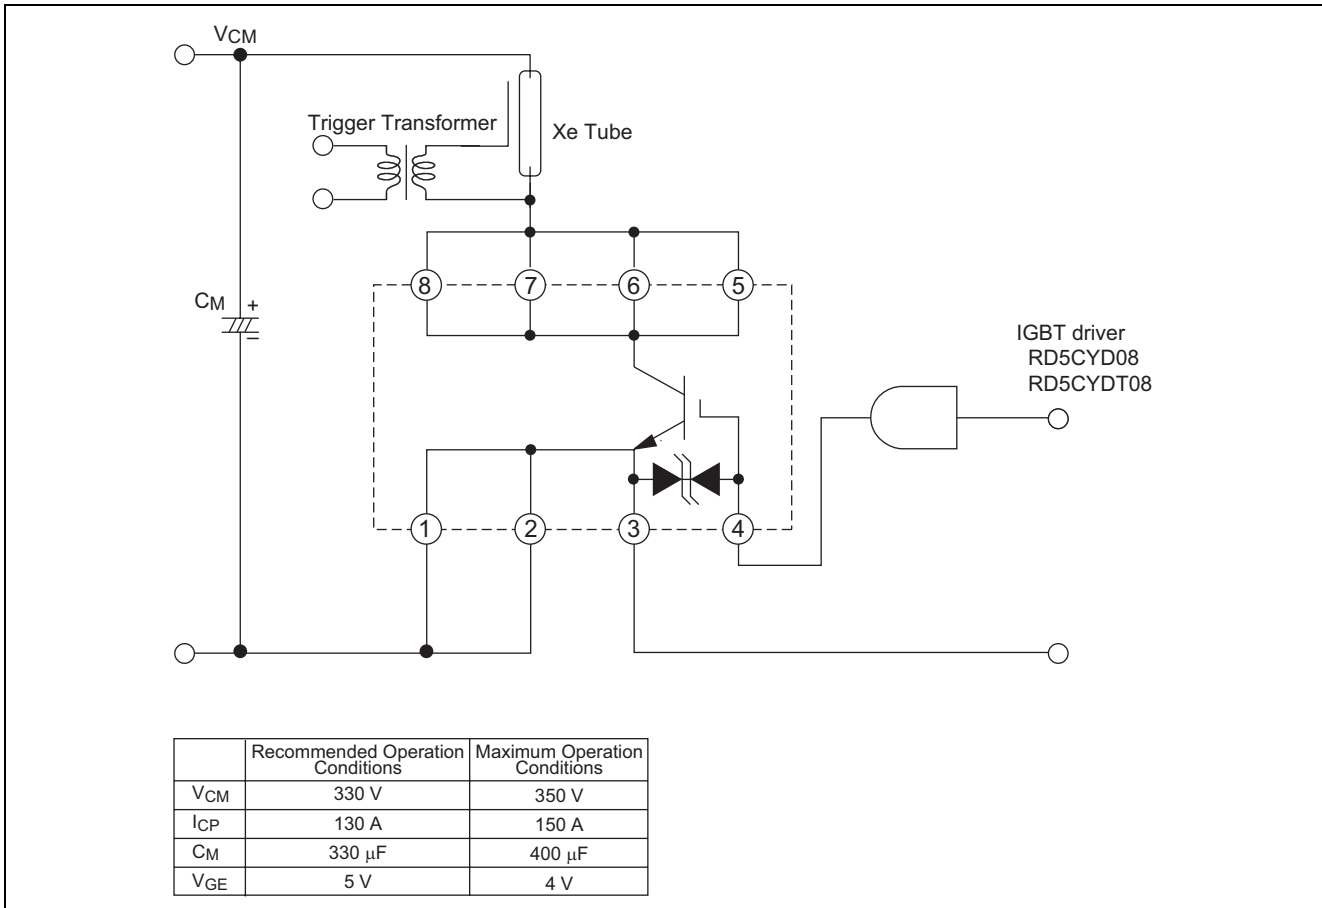 VCM
Trigger Transformer
Xe Tube
8 7 6 5
CM +
–
IGBT driver
RD5CYD08
RD5CYDT08
1 2 3 4
Recommended Operation Conditions Maximum Operation Conditions
VCM 330 V 350 V
ICP 130 A 150 A
CM 330 μF 400 μF
VGE 5 V 4 V